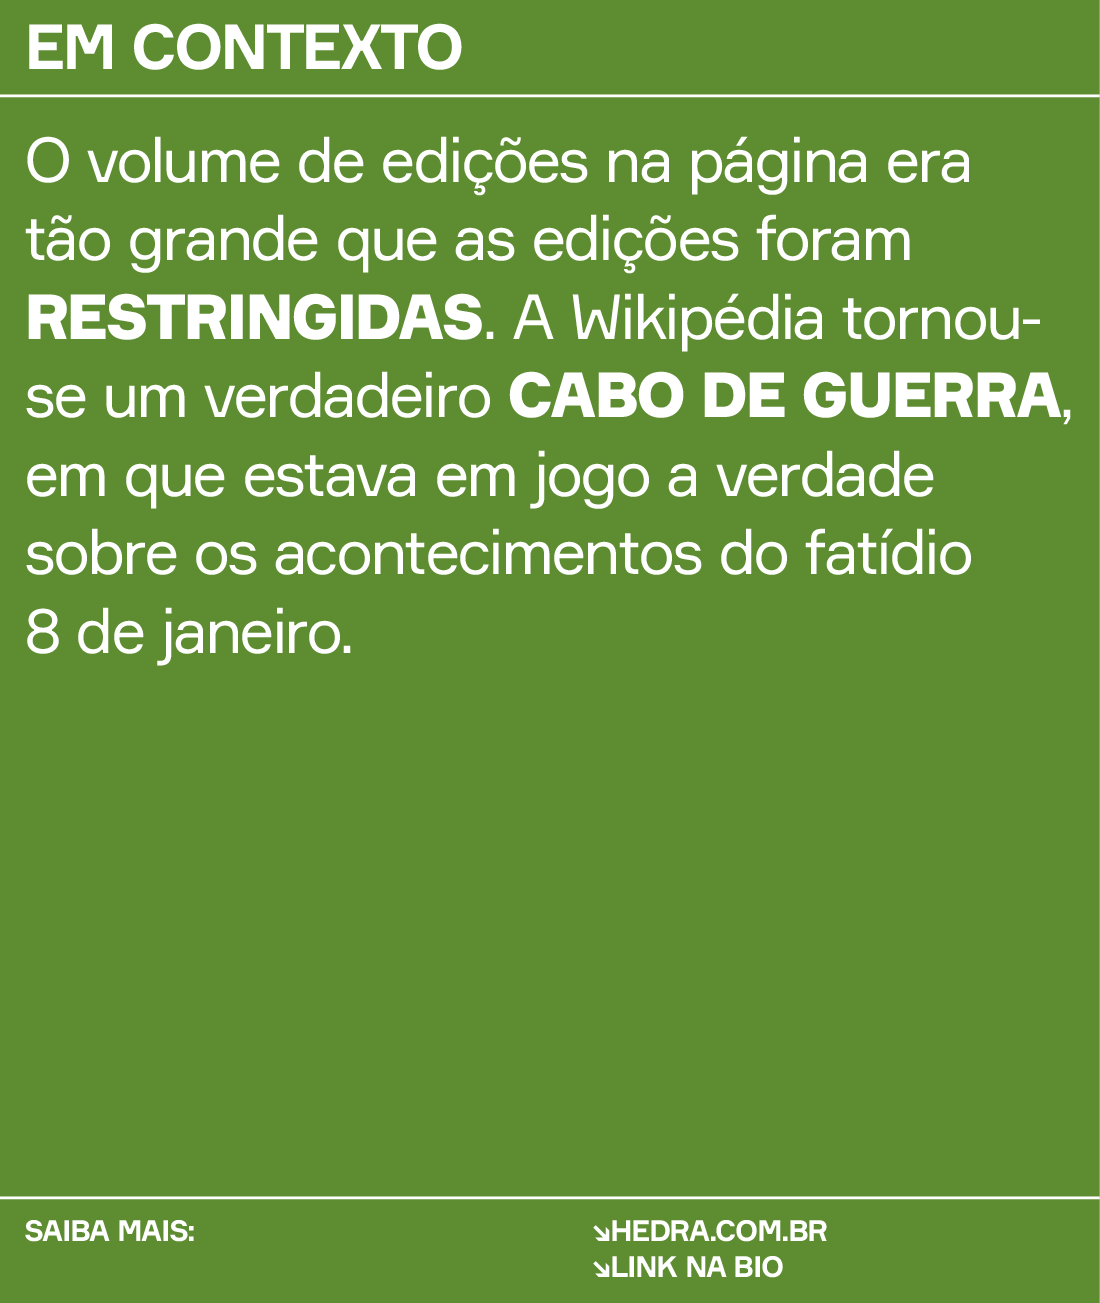 EM CONTEXTO
O volume de edições na página era
tão grande que as edições foram
RESTRINGIDAS. A Wikipédia tornou-
se um verdadeiro CABO DE GUERRA,
em que estava em jogo a verdade
sobre os acontecimentos do fatídio
8 de janeiro.
SAIBA MAIS:
↘HEDRA.COM.BR
↘LINK NA BIO